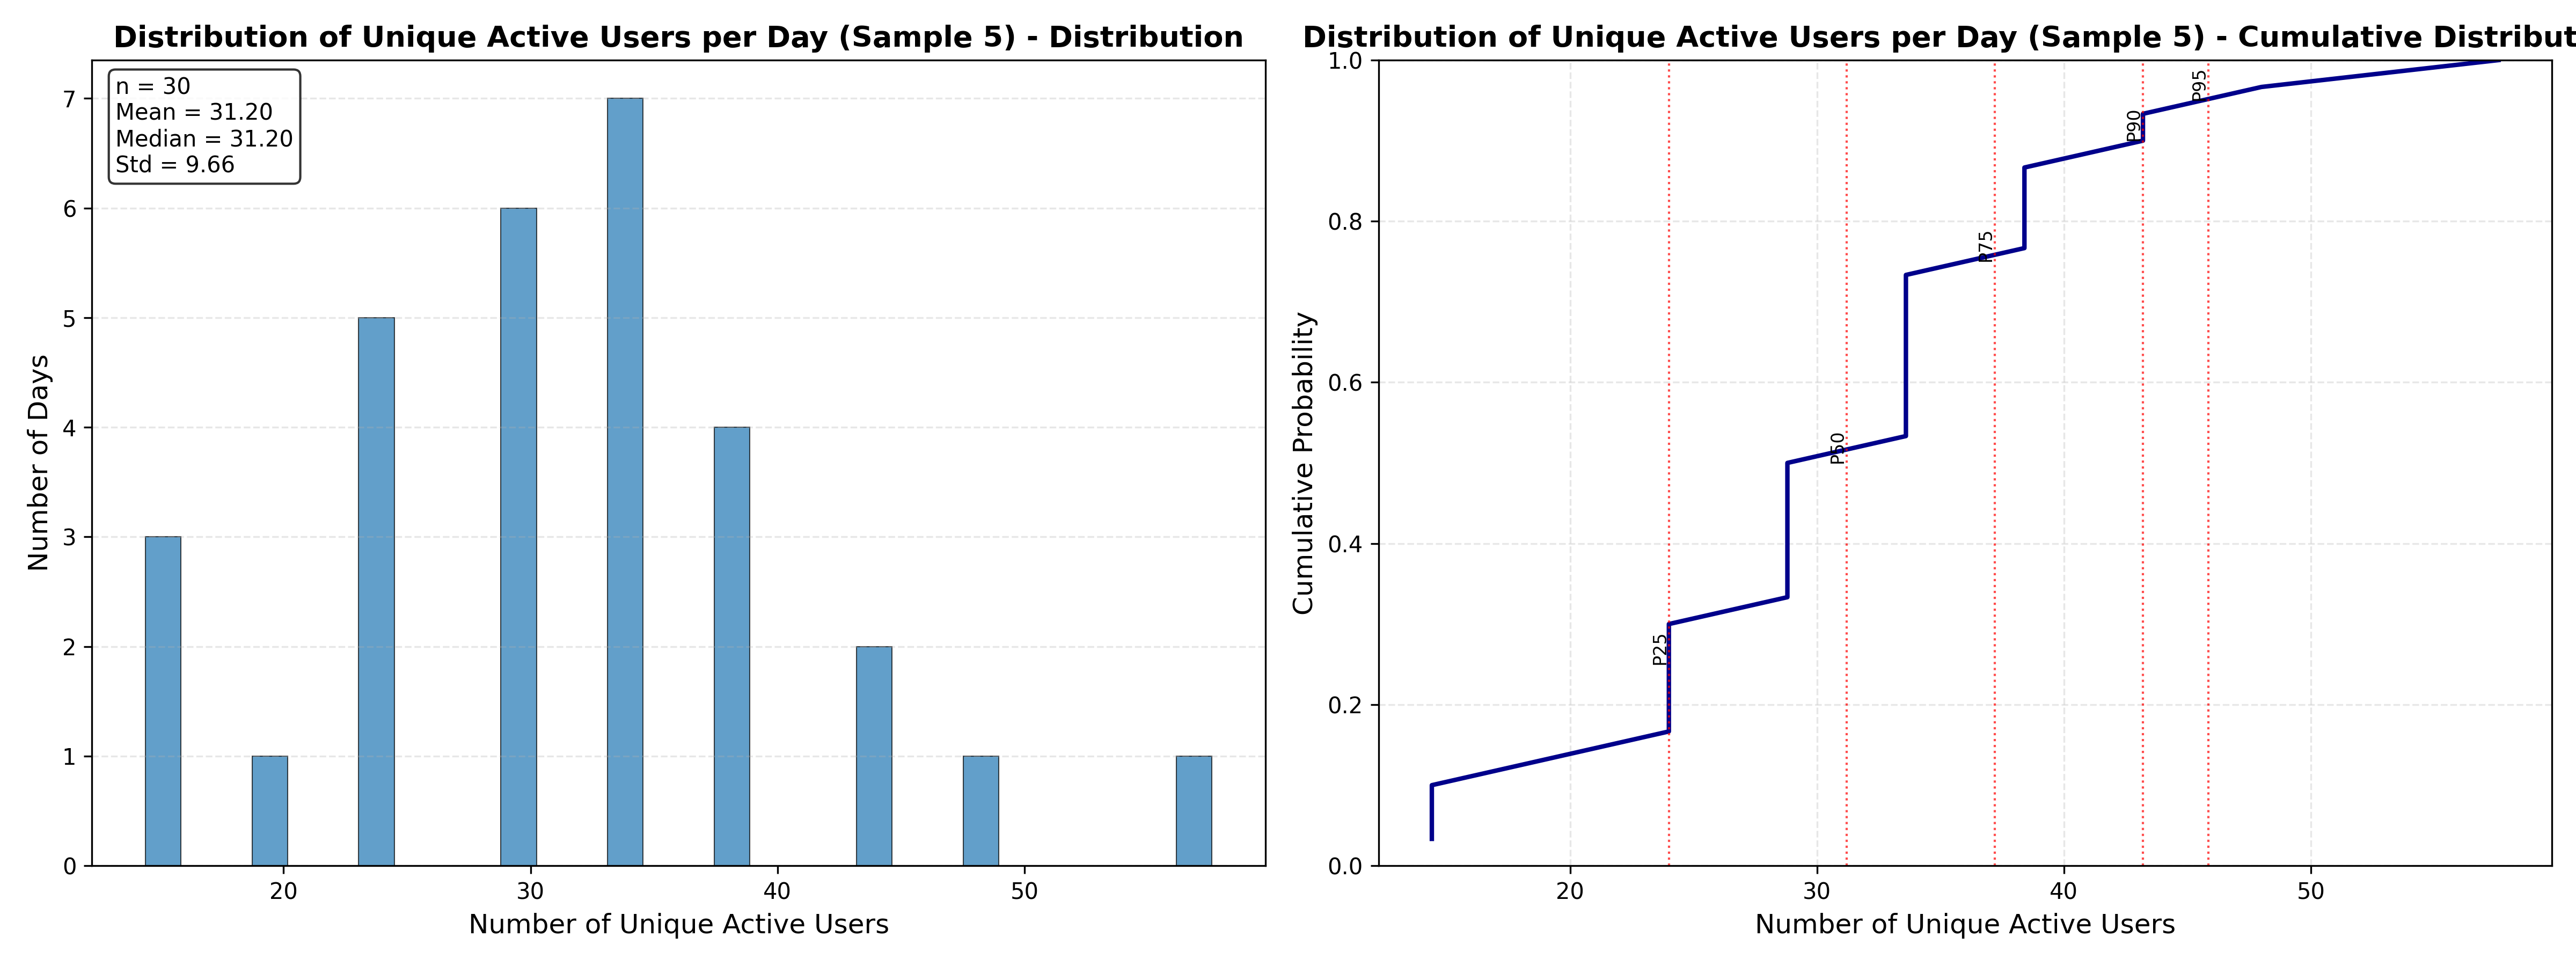 Distribution of Unique Active Users per Day (Sample 5) - Distribution
n = 30
Mean = 31.20
Median = 31.20
Std = 9.66
Number of Days
7
6
5
4
3
2
1
0
20 30 40 50
Number of Unique Active Users
Distribution of Unique Active Users per Day (Sample 5) - Cumulative Distribut
Cumulative Probability
1.0
0.8
0.6
0.4
0.2
0.0
P25
P50
P75
P90
P95
20 30 40 50
Number of Unique Active Users